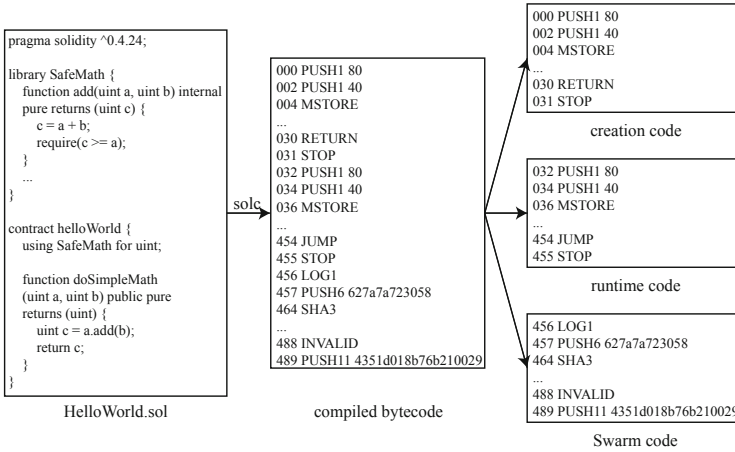 pragma solidity ^0.4.24;
library SafeMath {
function add(uint a, uint b) internal
pure returns (uint c) {
c = a + b;
require(c >= a);
}
...
}
contract helloWorld {
using SafeMath for uint;
function doSimpleMath
(uint a, uint b) public pure
returns (uint) {
uint c = a.add(b);
return c;
}
}
HelloWorld.sol
solc
000 PUSH1 80
002 PUSH1 40
004 MSTORE
...
030 RETURN
031 STOP
032 PUSH1 80
034 PUSH1 40
036 MSTORE
...
454 JUMP
455 STOP
456 LOG1
457 PUSH6 627a7a723058
464 SHA3
...
488 INVALID
489 PUSH11 4351d018b76b210029
compiled bytecode
000 PUSH1 80
002 PUSH1 40
004 MSTORE
...
030 RETURN
031 STOP
creation code
032 PUSH1 80
034 PUSH1 40
036 MSTORE
...
454 JUMP
455 STOP
runtime code
456 LOG1
457 PUSH6 627a7a723058
464 SHA3
...
488 INVALID
489 PUSH11 4351d018b76b210029
Swarm code